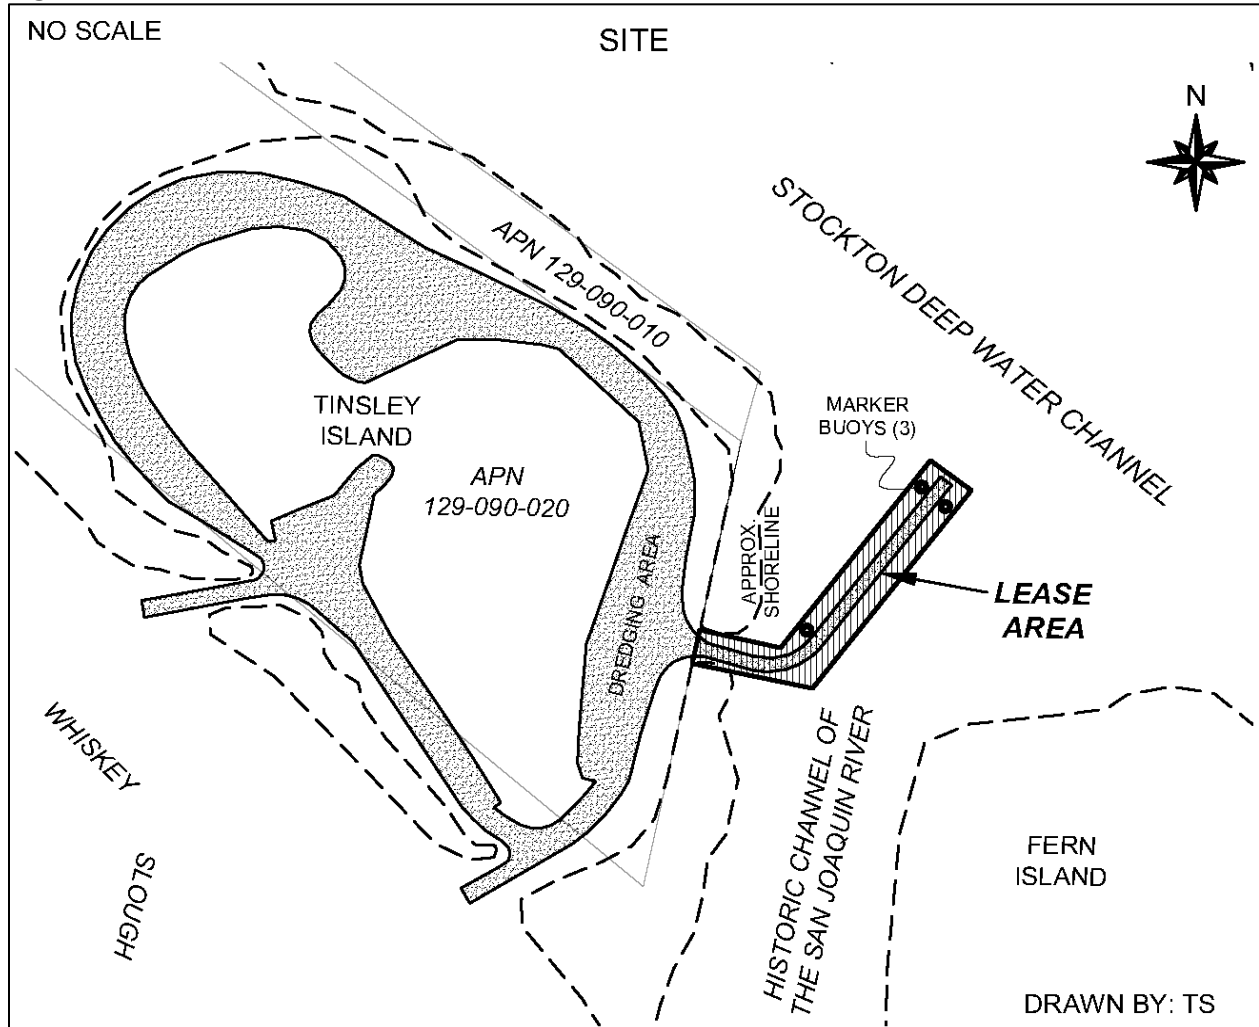 NO SCALE
SITE
N
STOCKTON DEEP WATER CHANNEL
APN 129-090-010
TINSLEY
ISLAND
APN
129-090-020
MARKER
BUOYS (3)
APPROX.
SHORELINE
DREDGING AREA
LEASE
AREA
WHISKEY
SLOUGH
HISTORIC CHANNEL OF
THE SAN JOAQUIN RIVER
FERN
ISLAND
DRAWN BY: TS